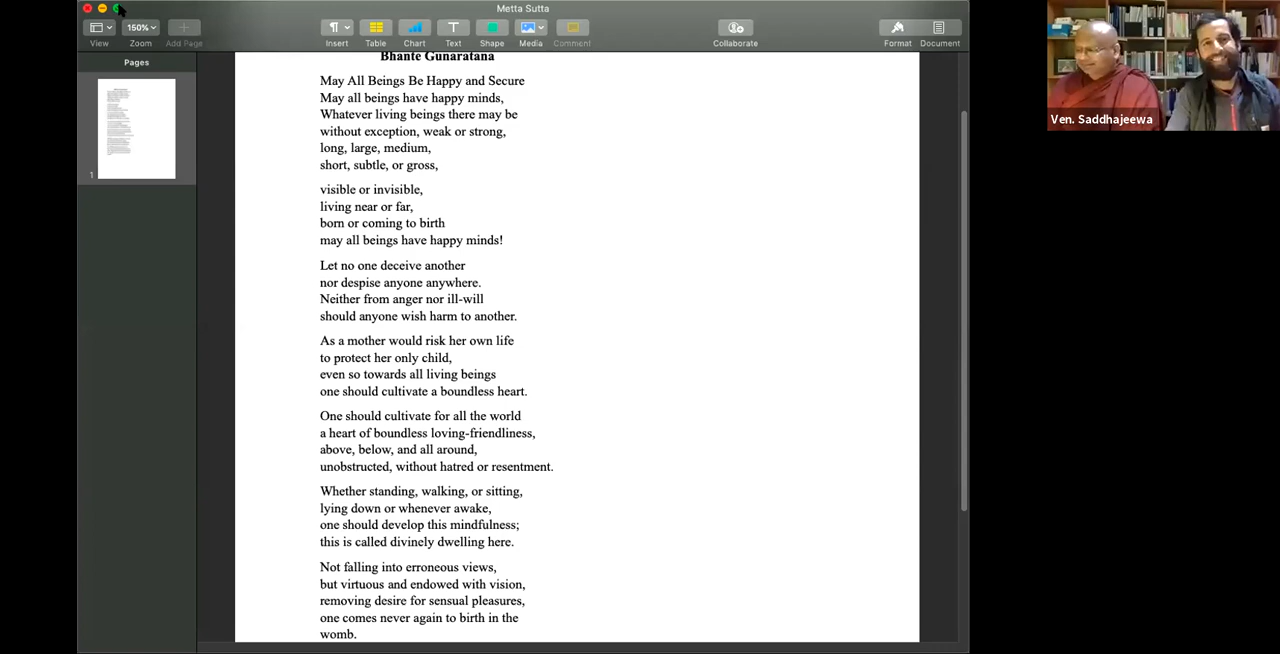 Metta Sutta
150%
View
Zoom
Add Page
Insert
Table
Chart
Text
Shape
Media
Comment
Collaborate
Format
Document
Pages
1
Bhante Gunaratana
May All Beings Be Happy and Secure
May all beings have happy minds,
Whatever living beings there may be
without exception, weak or strong,
long, large, medium,
short, subtle, or gross,
visible or invisible,
living near or far,
born or coming to birth
may all beings have happy minds!
Let no one deceive another
nor despise anyone anywhere.
Neither from anger nor ill-will
should anyone wish harm to another.
As a mother would risk her own life
to protect her only child,
even so towards all living beings
one should cultivate a boundless heart.
One should cultivate for all the world
a heart of boundless loving-friendliness,
above, below, and all around,
unobstructed, without hatred or resentment.
Whether standing, walking, or sitting,
lying down or whenever awake,
one should develop this mindfulness;
this is called divinely dwelling here.
Not falling into erroneous views,
but virtuous and endowed with vision,
removing desire for sensual pleasures,
one comes never again to birth in the
womb.
Ven. Saddhajeewa